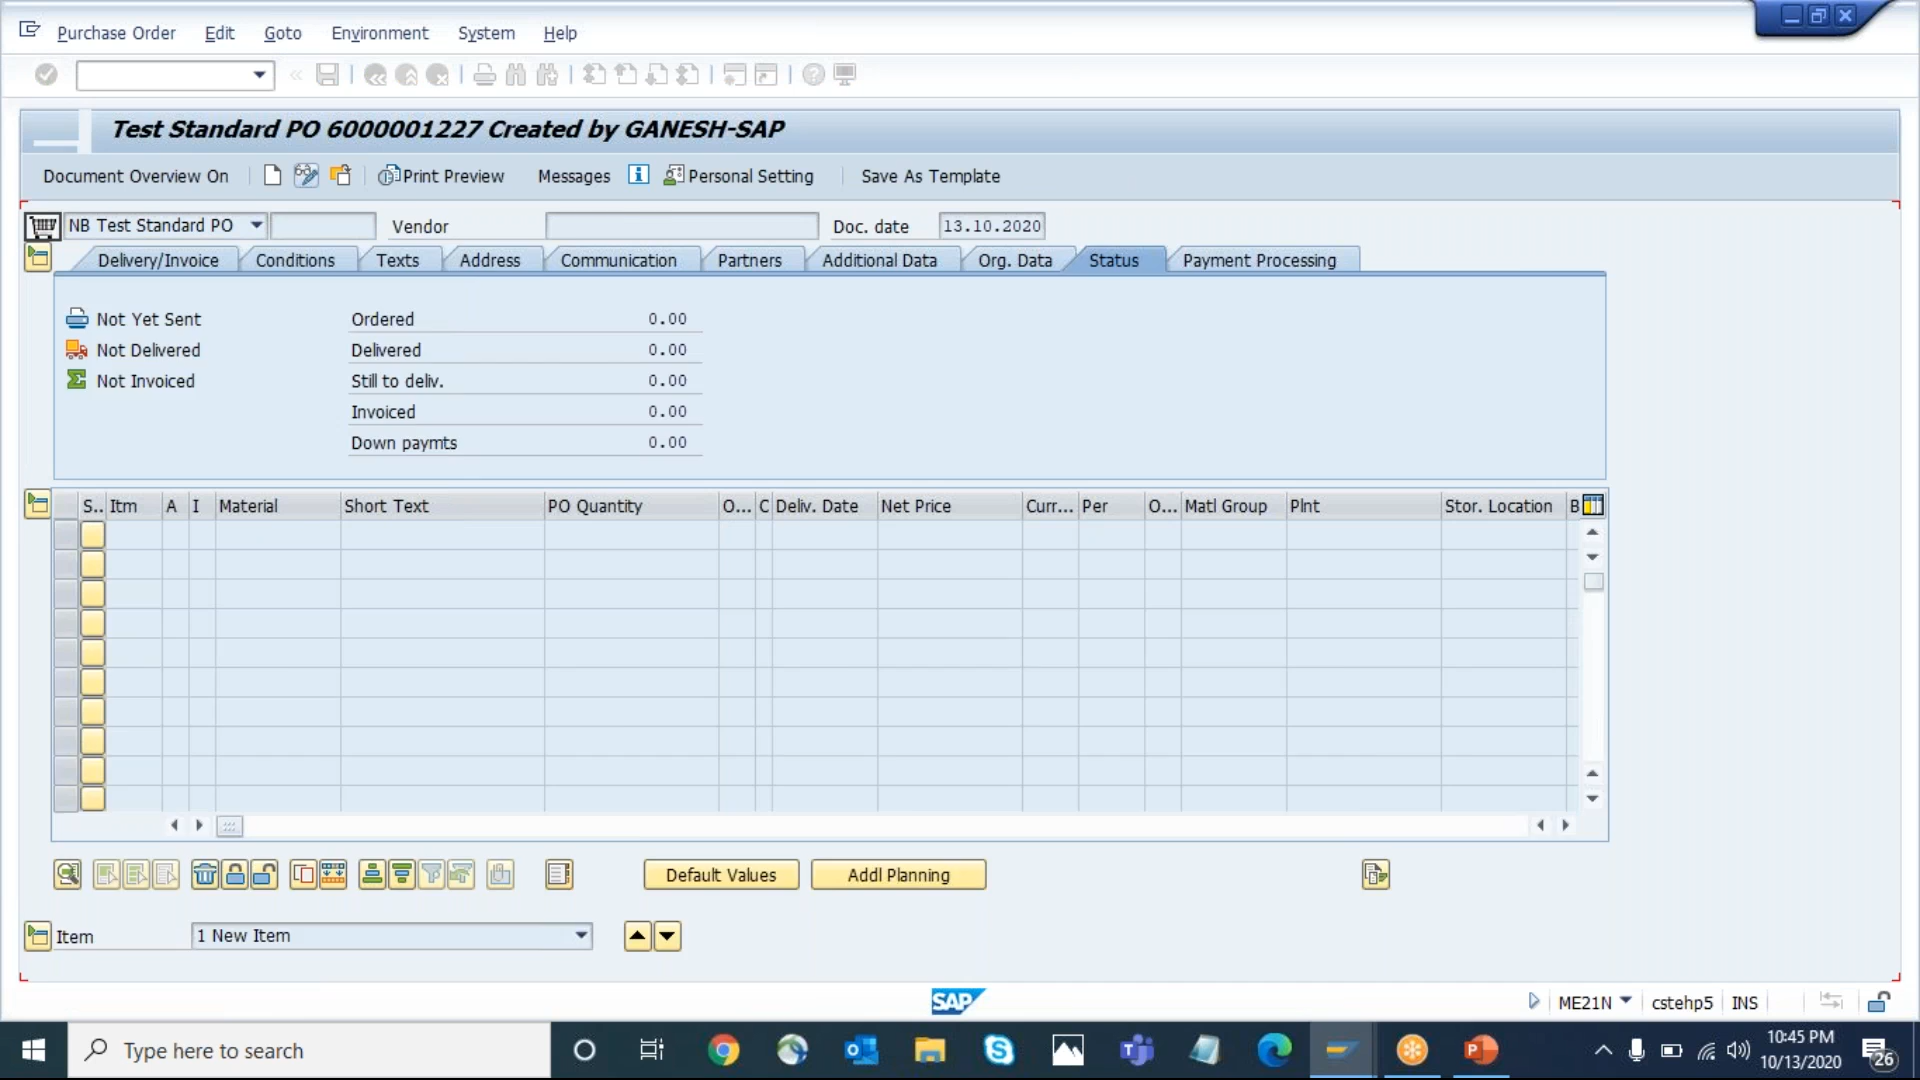 Purchase Order Edit Goto Environment System Help
Test Standard PO 6000001227 Created by GANESH-SAP
Document Overview On Print Preview Messages Personal Setting Save As Template
NB Test Standard PO Vendor Doc. date 13.10.2020
Delivery/Invoice Conditions Texts Address Communication Partners Additional Data Org. Data Status Payment Processing
Not Yet Sent Ordered 0.00
Not Delivered Delivered 0.00
Not Invoiced Still to deliv. 0.00
Invoiced 0.00
Down paymts 0.00
S.. Itm A I Material Short Text PO Quantity O... C Deliv. Date Net Price Curr... Per O... Matl Group Plnt Stor. Location B
Default Values Addl Planning
Item 1 New Item
SAP
ME21N cstehp5 INS
Type here to search
10:45 PM
10/13/2020
26